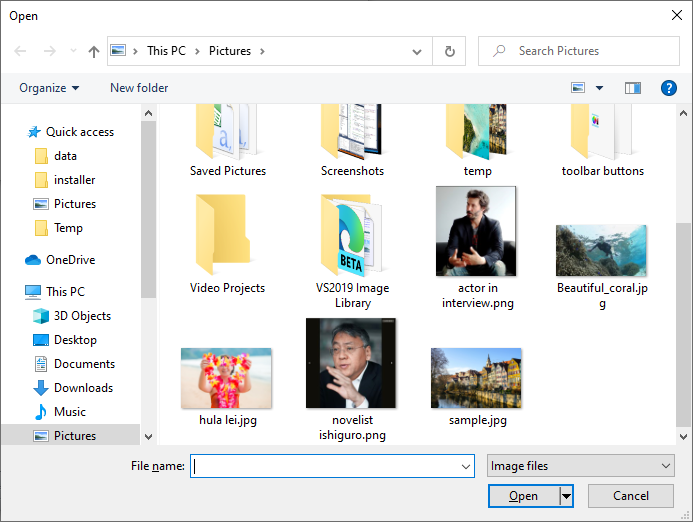 Open
This PC
Pictures
Search Pictures
Organize
New folder
?
Quick access
data
installer
Pictures
Temp
OneDrive
This PC
3D Objects
Desktop
Documents
Downloads
Music
Pictures
Saved Pictures
Screenshots
temp
toolbar buttons
Video Projects
BETA
VS2019 Image
Library
actor in
interview.png
Beautiful_coral.jp
g
hula lei.jpg
novelist
ishiguro.png
sample.jpg
File name:
Image files
Open
Cancel